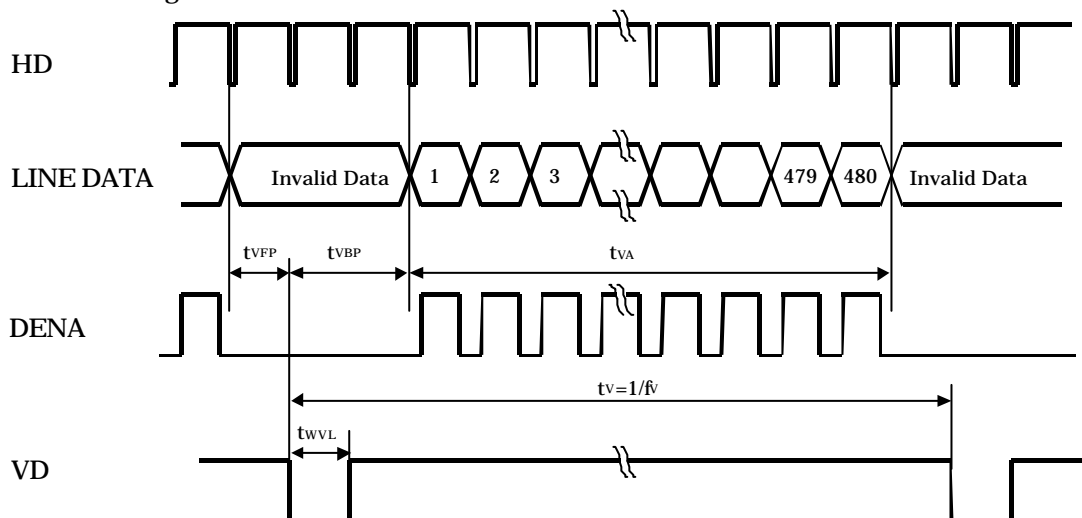 HD
LINE DATA
Invalid Data 1 2 3 479 480 Invalid Data
tVFP tVBP tVA
DENA
tV=1/fV
tWVL
VD